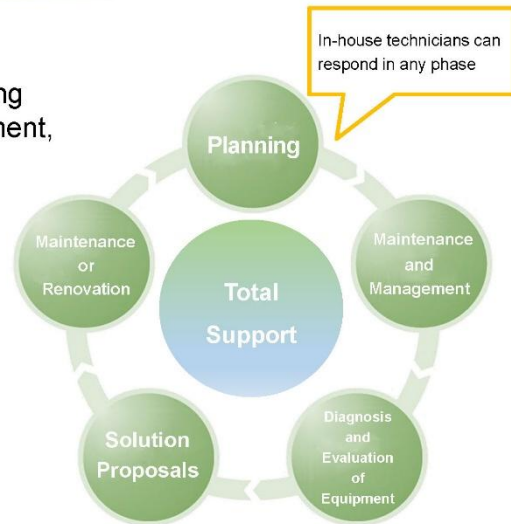 In-house technicians can
respond in any phase
ment,
Planning
Maintenance
or
Renovation
Maintenance
and
Management
Total
Support
Solution
Proposals
Diagnosis
and
Evaluation
of
Equipment